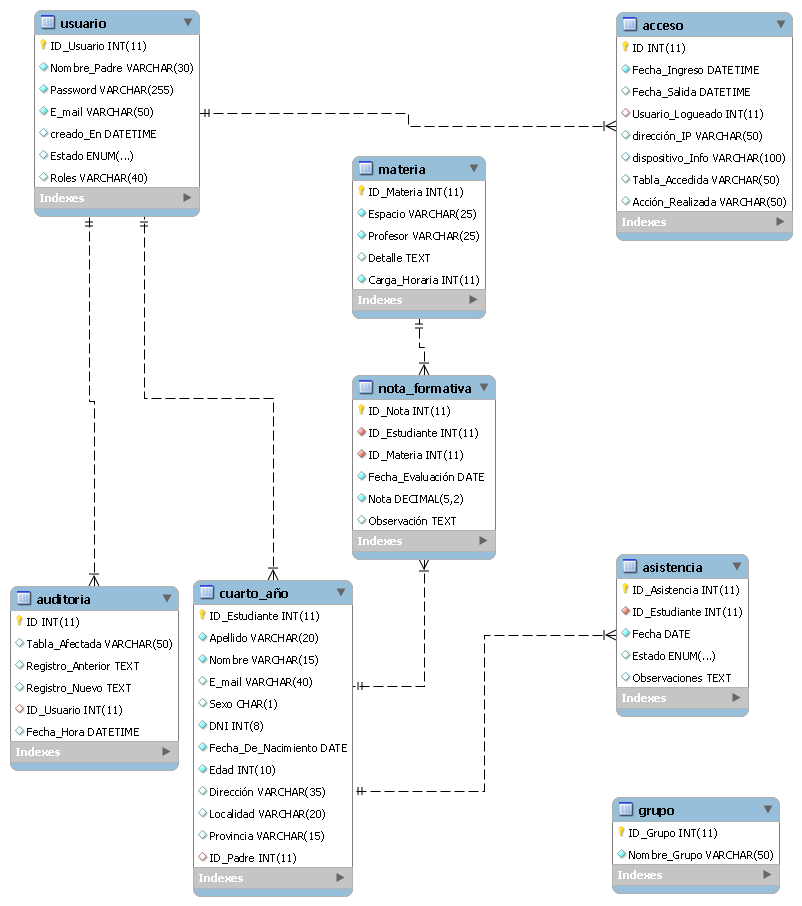 usuario
ID_Usuario INT(11)
Nombre_Padre VARCHAR(30)
Password VARCHAR(255)
E_mail VARCHAR(50)
creado_En DATETIME
Estado ENUM(...)
Roles VARCHAR(40)
Indexes
acceso
ID INT(11)
Fecha_Ingreso DATETIME
Fecha_Salida DATETIME
Usuario_Logueado INT(11)
dirección_IP VARCHAR(50)
dispositivo_Info VARCHAR(100)
Tabla_Accedida VARCHAR(50)
Acción_Realizada VARCHAR(50)
Indexes
materia
ID_Materia INT(11)
Espacio VARCHAR(25)
Profesor VARCHAR(25)
Detalle TEXT
Carga_Horaria INT(11)
Indexes
nota_formativa
ID_Nota INT(11)
ID_Estudiante INT(11)
ID_Materia INT(11)
Fecha_Evaluación DATE
Nota DECIMAL(5,2)
Observación TEXT
Indexes
auditoria
ID INT(11)
Tabla_Afectada VARCHAR(50)
Registro_Anterior TEXT
Registro_Nuevo TEXT
ID_Usuario INT(11)
Fecha_Hora DATETIME
Indexes
cuarto_año
ID_Estudiante INT(11)
Apellido VARCHAR(20)
Nombre VARCHAR(15)
E_mail VARCHAR(40)
Sexo CHAR(1)
DNI INT(8)
Fecha_De_Nacimiento DATE
Edad INT(10)
Dirección VARCHAR(35)
Localidad VARCHAR(20)
Provincia VARCHAR(15)
ID_Padre INT(11)
Indexes
asistencia
ID_Asistencia INT(11)
ID_Estudiante INT(11)
Fecha DATE
Estado ENUM(...)
Observaciones TEXT
Indexes
grupo
ID_Grupo INT(11)
Nombre_Grupo VARCHAR(50)
Indexes